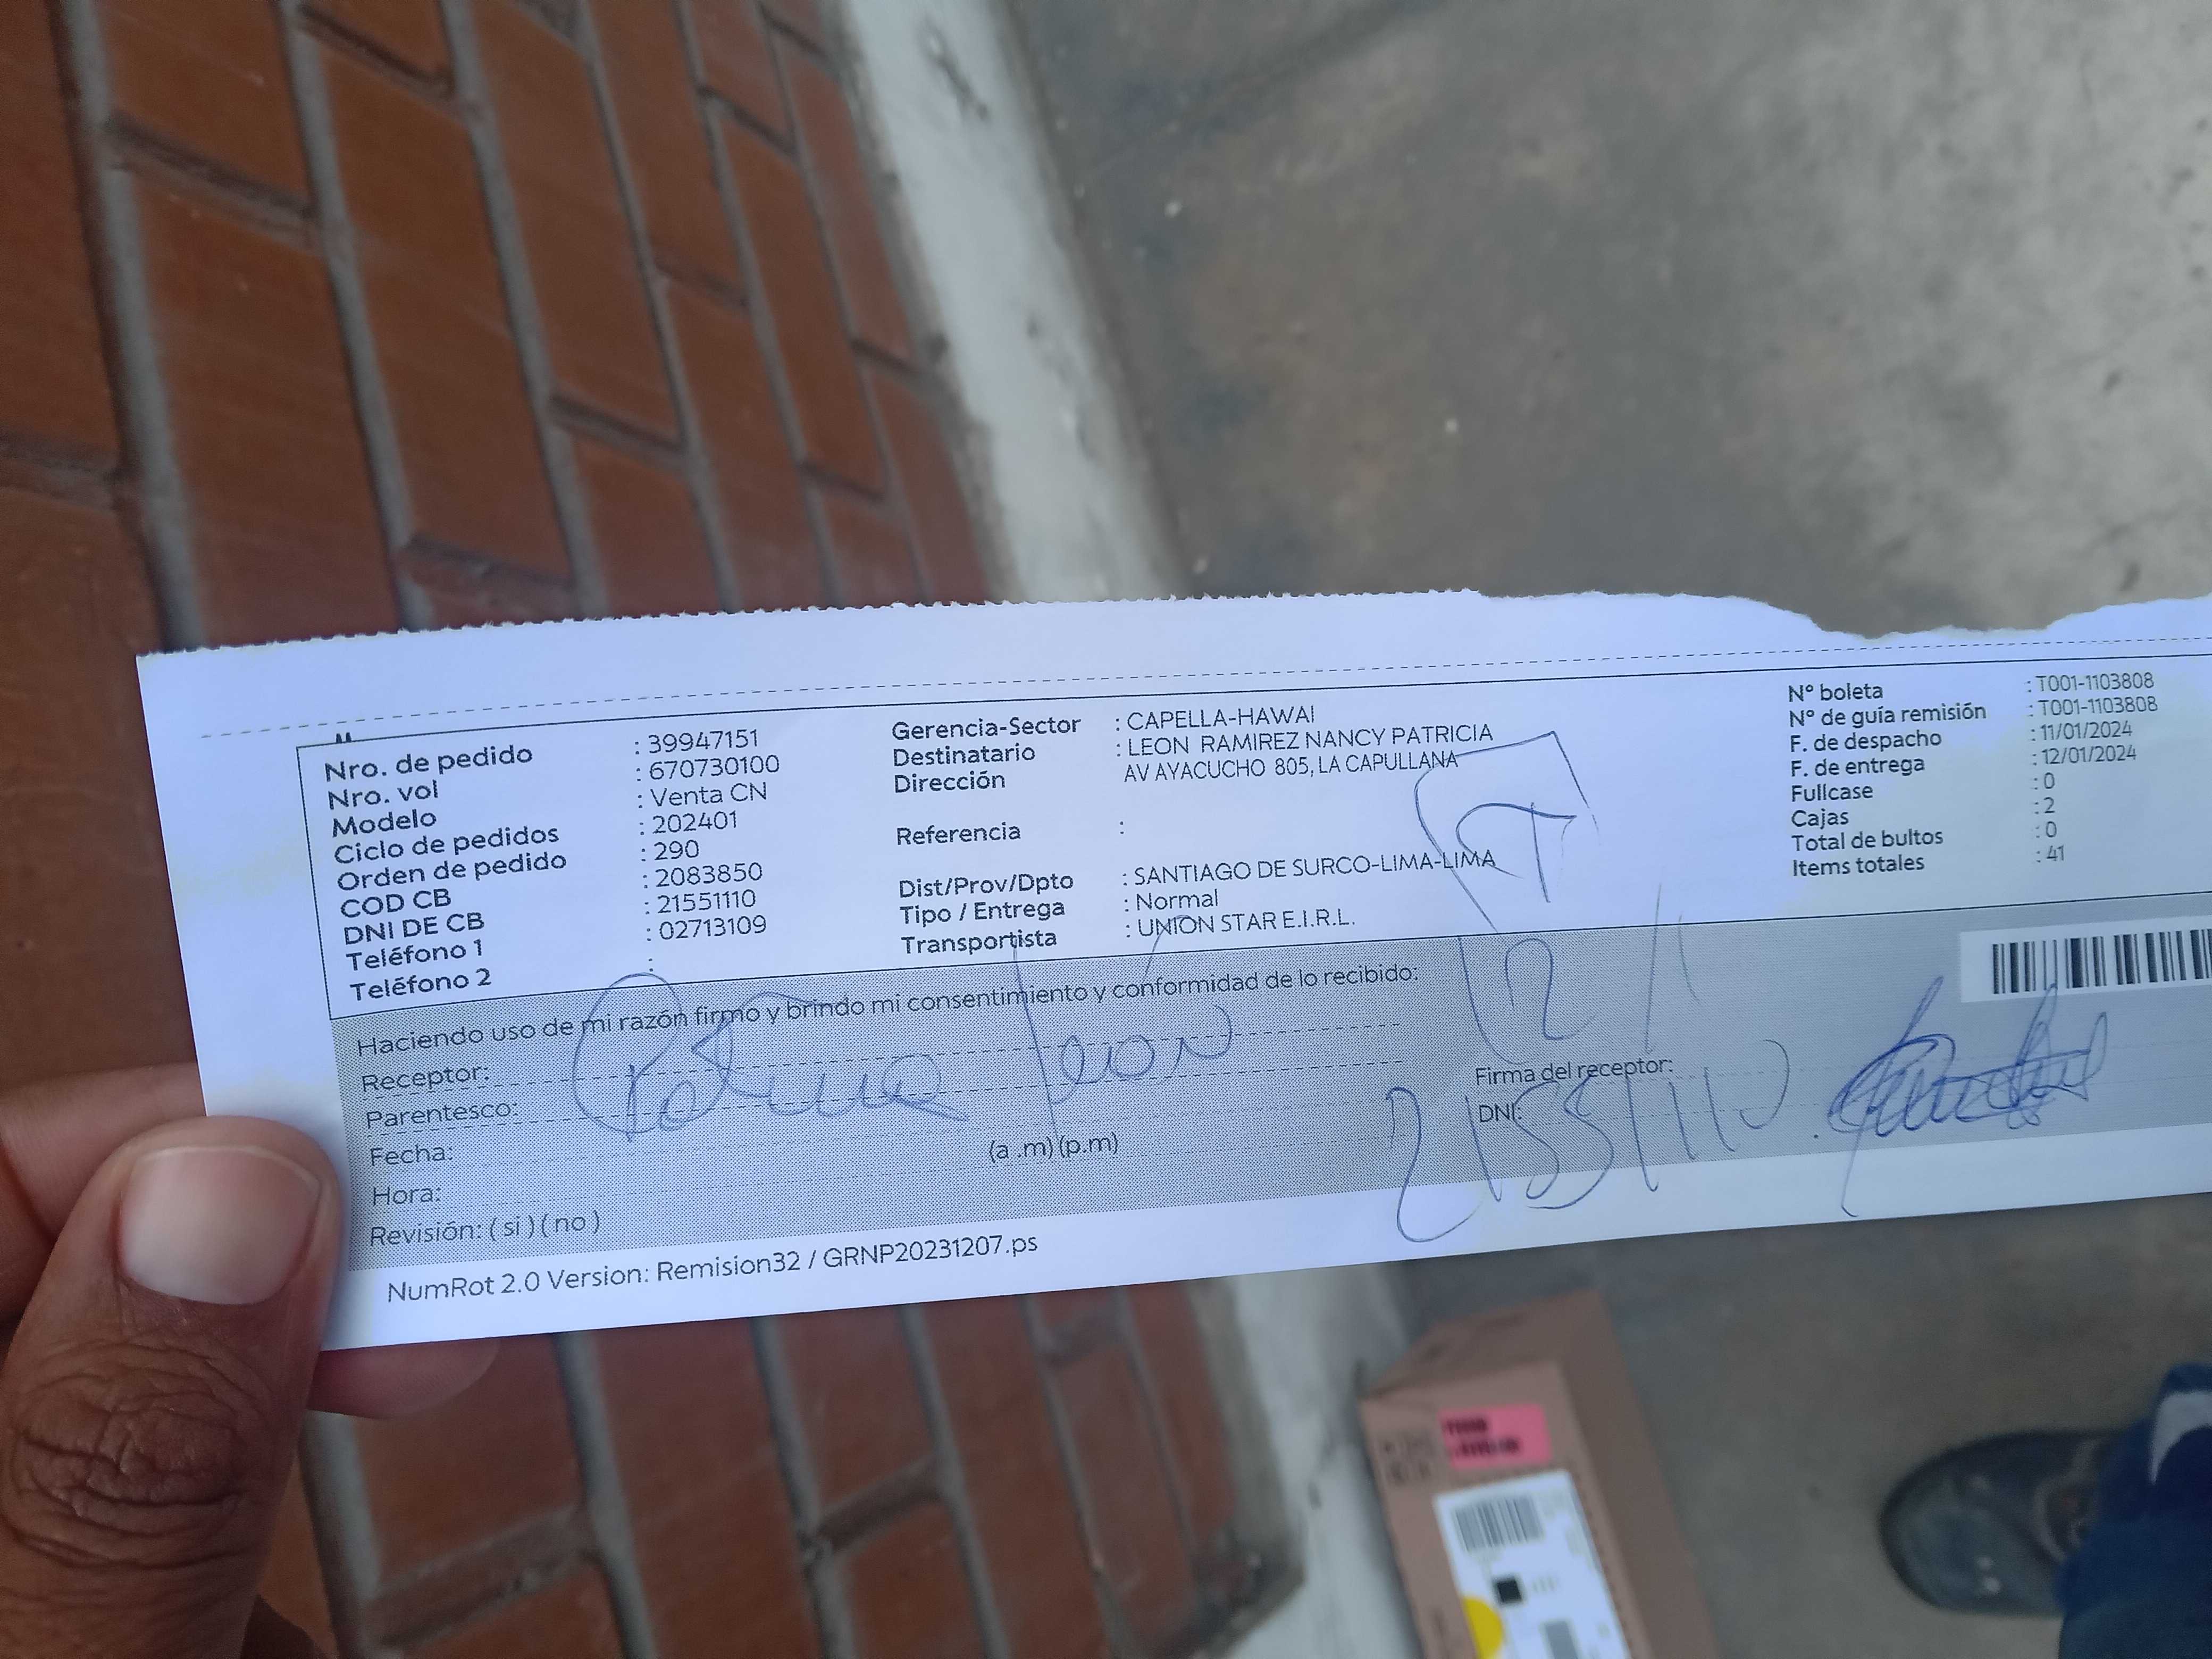 Nro. de pedido : 39947151
Nro. vol : 670730100
Modelo : Venta CN
Ciclo de pedidos : 202401
Orden de pedido : 290
COD CB : 2083850
DNI DE CB : 21551110
Teléfono 1 : 02713109
Teléfono 2 :
Gerencia-Sector : CAPELLA-HAWAI
Destinatario : LEON RAMIREZ NANCY PATRICIA
Dirección AV AYACUCHO 805, LA CAPULLANA
Referencia :
Dist/Prov/Dpto : SANTIAGO DE SURCO-LIMA-LIMA
Tipo / Entrega : Normal
Transportista : UNION STAR E.I.R.L.
N° boleta : T001-1103808
N° de guía remisión : T001-1103808
F. de despacho : 11/01/2024
F. de entrega : 12/01/2024
Fullcase : 0
Cajas : 2
Total de bultos : 0
Items totales : 41
T
12/1
Haciendo uso de mi razón firmo y brindo mi consentimiento y conformidad de lo recibido:
Receptor: Patricia León
Parentesco:
Fecha:
Hora: (a .m) (p.m)
Revisión: ( si ) ( no )
Firma del receptor:
DNI: 21551110
NumRot 2.0 Version: Remision32 / GRNP20231207.ps